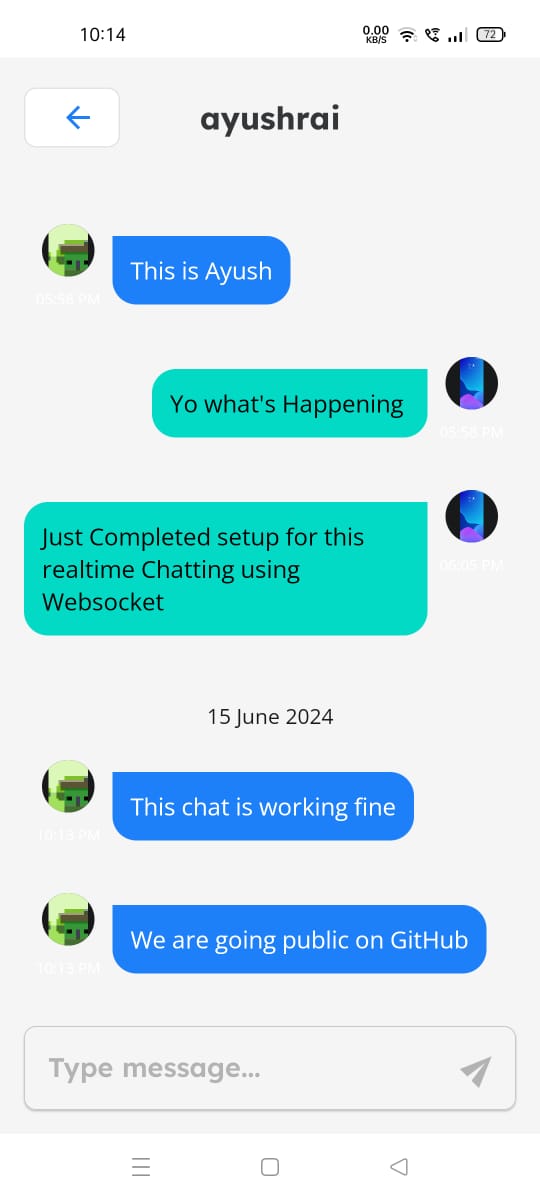 10:14
0.00
KB/S
72
ayushrai
This is Ayush
05:58 PM
Yo what's Happening
05:58 PM
Just Completed setup for this
realtime Chatting using
Websocket
06:05 PM
15 June 2024
This chat is working fine
10:13 PM
We are going public on GitHub
10:13 PM
Type message...